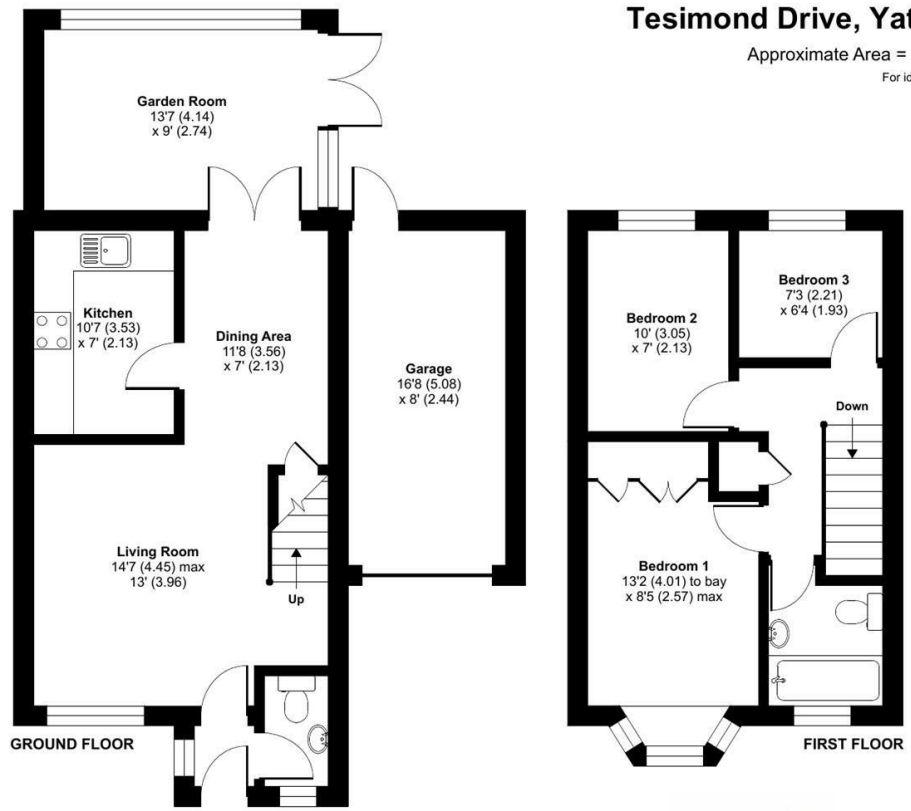 Tesimond Drive,
Approximate Area =
For
Garden Room
13'7 (4.14)
x 9' (2.74)
Kitchen
10'7 (3.53)
x 7' (2.13)
Dining Area
11'8 (3.56)
x 7' (2.13)
Garage
16'8 (5.08)
x 8' (2.44)
Living Room
14'7 (4.45) max
13' (3.96)
Up
GROUND FLOOR
Bedroom 2
10' (3.05)
x 7' (2.13)
Bedroom 3
7'3 (2.21)
x 6'4 (1.93)
Down
Bedroom 1
13'2 (4.01) to bay
x 8'5 (2.57) max
FIRST FLOOR